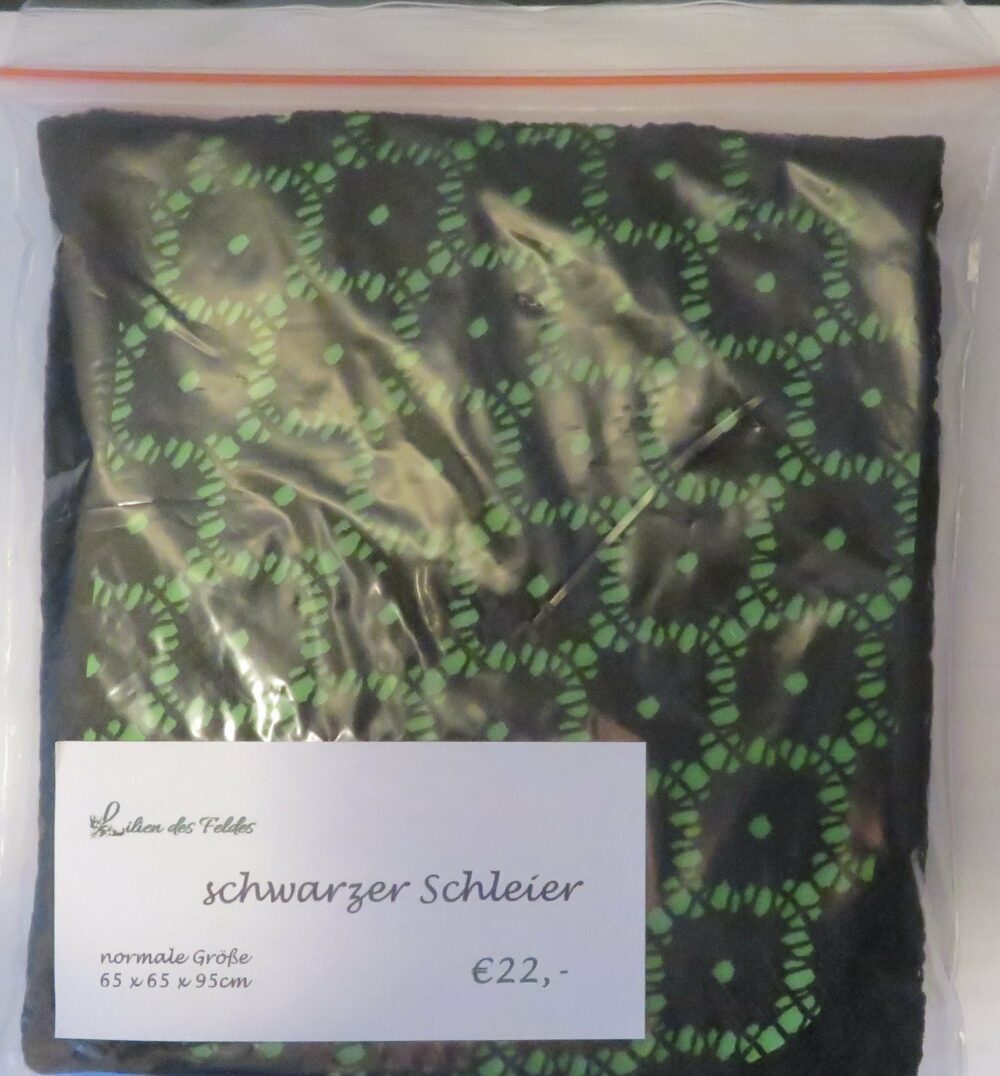 Lilien des Feldes
schwarzer Schleier
normale Größe
65 x 65 x 95cm
€22,-